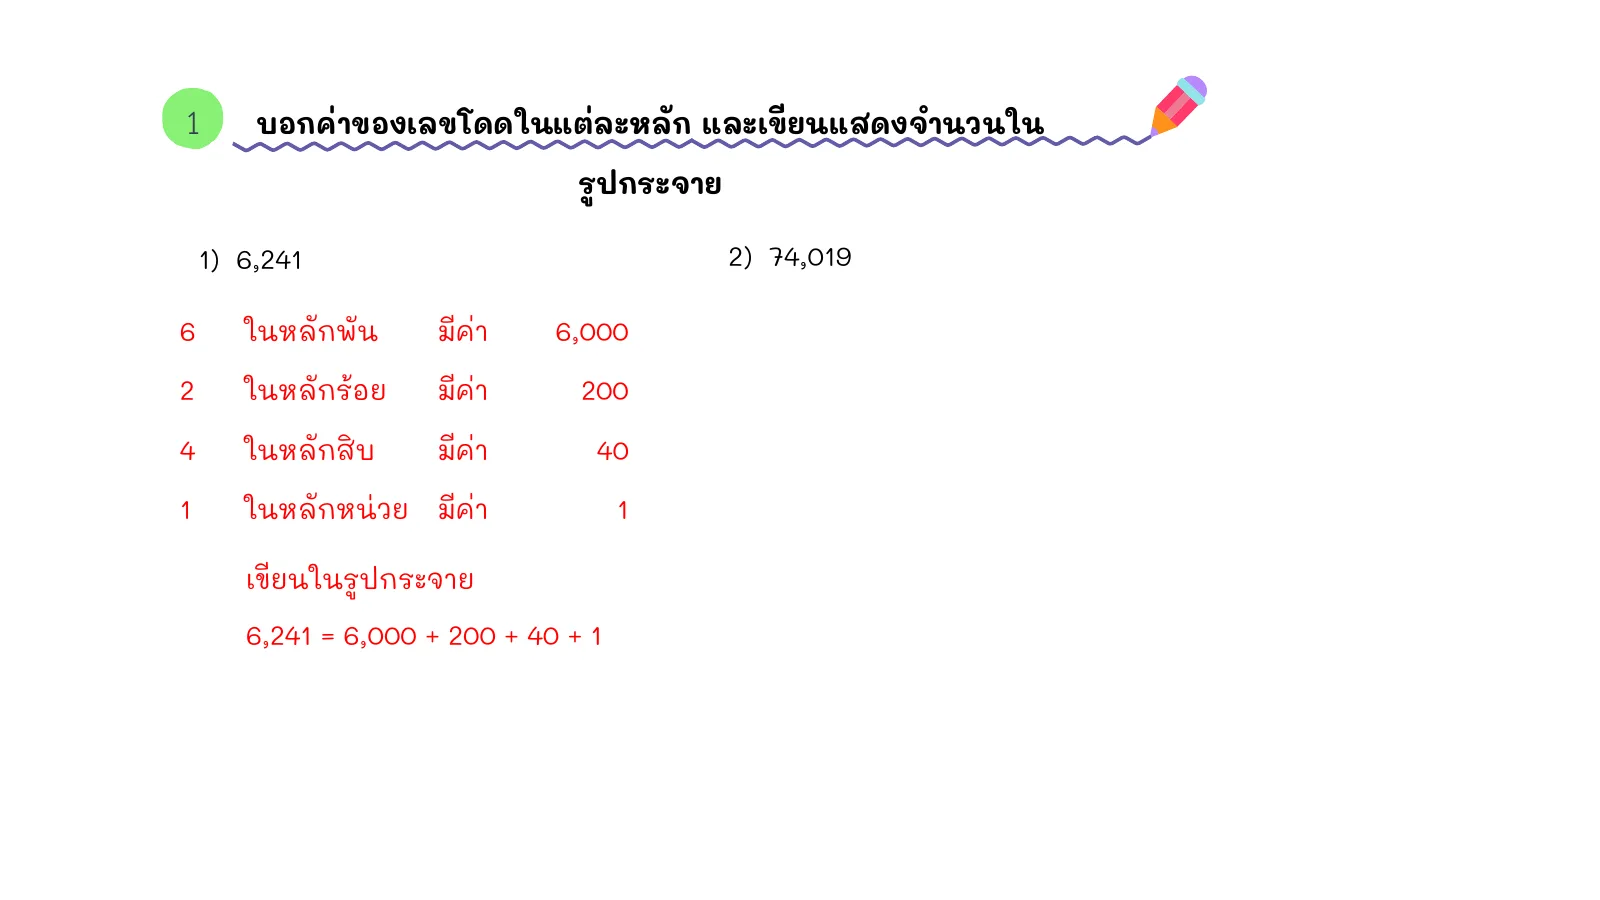 1
บอกค่าของเลขโดดในแต่ละหลัก และเขียนแสดงจำนวนใน
รูปกระจาย
1) 6,241
6 ในหลักพัน มีค่า 6,000
2 ในหลักร้อย มีค่า 200
4 ในหลักสิบ มีค่า 40
1 ในหลักหน่วย มีค่า 1
เขียนในรูปกระจาย
6,241 = 6,000 + 200 + 40 + 1
2) 74,019